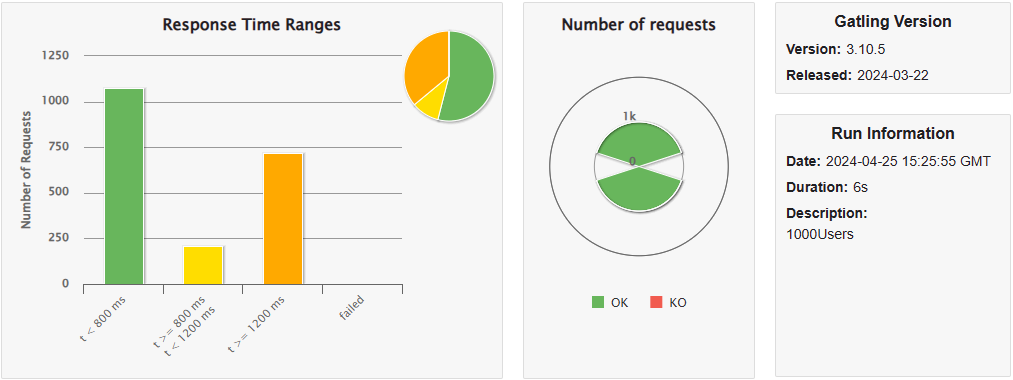 Response Time Ranges
Number of Requests
1250
1000
750
500
250
0
t < 800 ms
t >= 800 ms
t < 1200 ms
t >= 1200 ms
failed
Number of requests
1k
0
OK
KO
Gatling Version
Version: 3.10.5
Released: 2024-03-22
Run Information
Date: 2024-04-25 15:25:55 GMT
Duration: 6s
Description:
1000Users